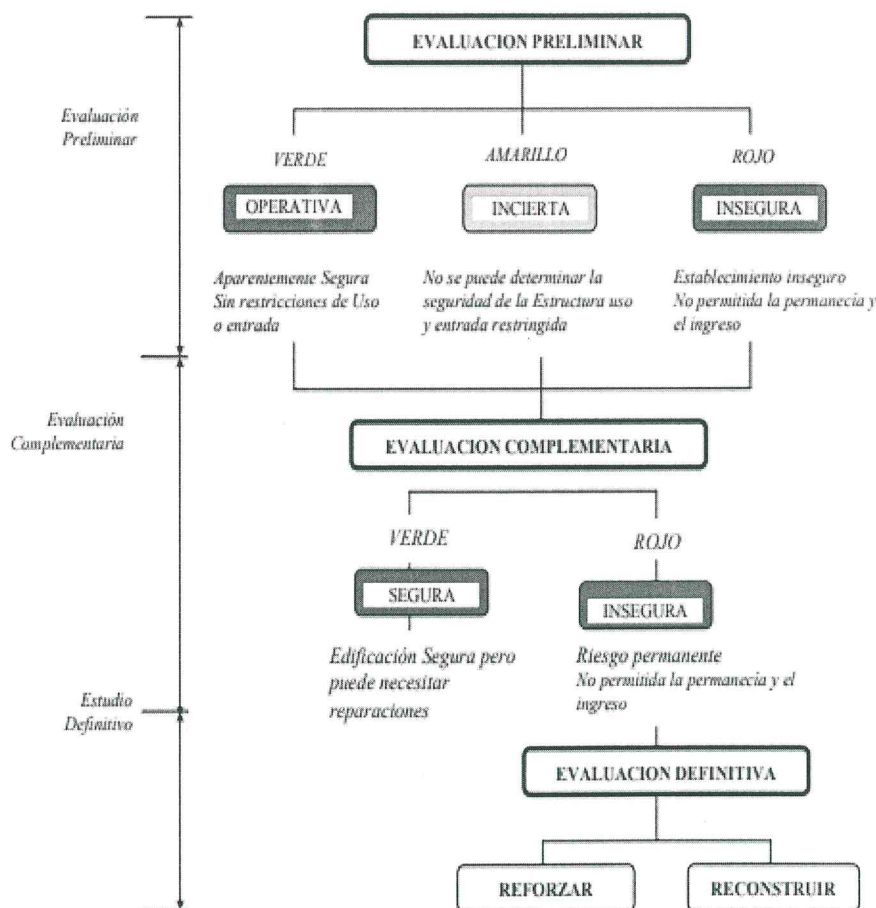 EVALUACION PRELIMINAR
Evaluación
Preliminar
VERDE
AMARILLO
ROJO
OPERATIVA
INCIERTA
INSEGURA
Aparentemente Segura
Sin restricciones de Uso
o entrada
No se puede determinar la
seguridad de la Estructura uso
y entrada restringida
Establecimiento inseguro
No permitida la permanecía y
el ingreso
Evaluación
Complementaria
EVALUACION COMPLEMENTARIA
VERDE
ROJO
SEGURA
INSEGURA
Edificación Segura pero
puede necesitar
reparaciones
Riesgo permanente
No permitida la permanecía y el
ingreso
Estudio
Definitivo
EVALUACION DEFINITIVA
REFORZAR
RECONSTRUIR